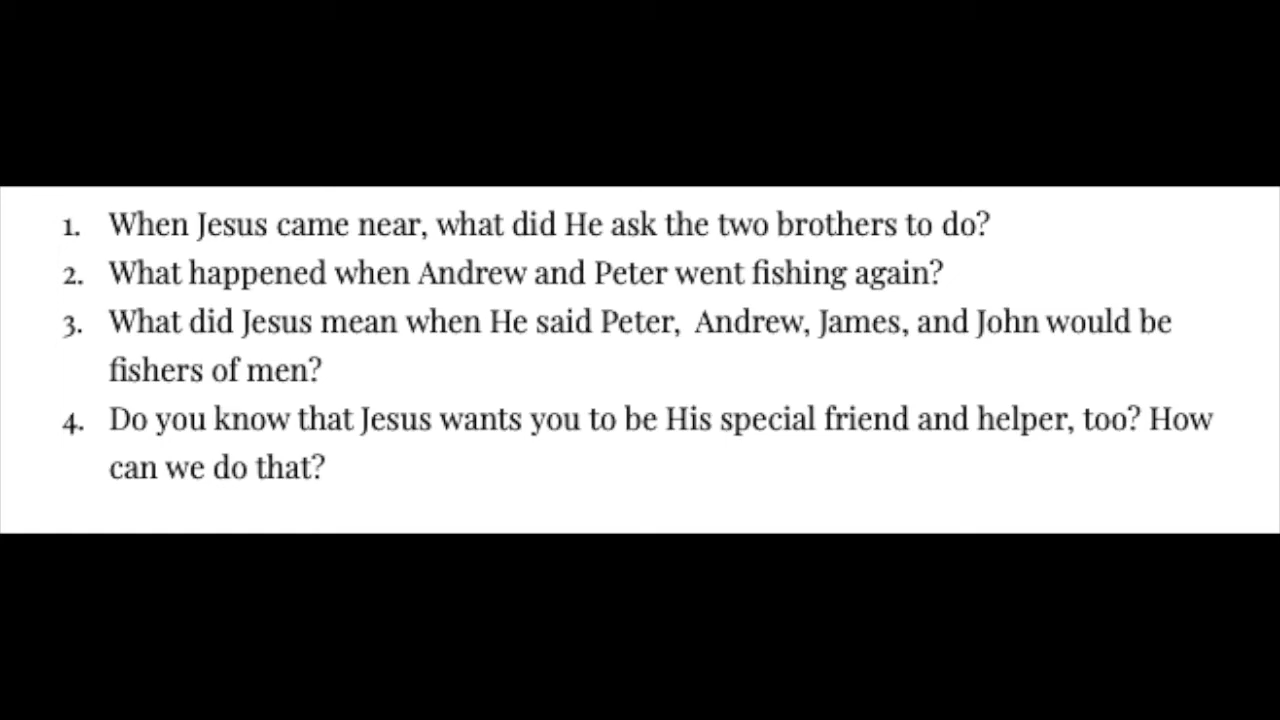 1. When Jesus came near, what did He ask the two brothers to do?
2. What happened when Andrew and Peter went fishing again?
3. What did Jesus mean when He said Peter,  Andrew, James, and John would be
fishers of men?
4. Do you know that Jesus wants you to be His special friend and helper, too? How
can we do that?